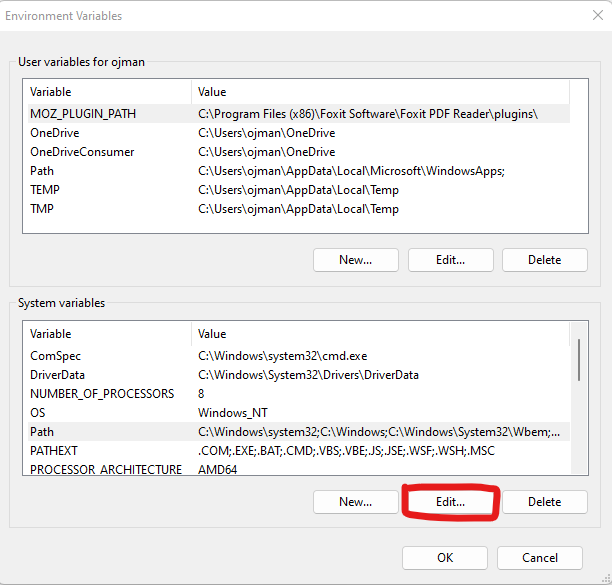 Environment Variables
User variables for ojman
Variable Value
MOZ_PLUGIN_PATH C:\Program Files (x86)\Foxit Software\Foxit PDF Reader\plugins\
OneDrive C:\Users\ojman\OneDrive
OneDriveConsumer C:\Users\ojman\OneDrive
Path C:\Users\ojman\AppData\Local\Microsoft\WindowsApps;
TEMP C:\Users\ojman\AppData\Local\Temp
TMP C:\Users\ojman\AppData\Local\Temp
New... Edit... Delete
System variables
Variable Value
ComSpec C:\Windows\system32\cmd.exe
DriverData C:\Windows\System32\Drivers\DriverData
NUMBER_OF_PROCESSORS 8
OS Windows_NT
Path C:\Windows\system32;C:\Windows;C:\Windows\System32\Wbem;...
PATHEXT .COM;.EXE;.BAT;.CMD;.VBS;.VBE;.JS;.JSE;.WSF;.WSH;.MSC
PROCESSOR_ARCHITECTURE AMD64
New... Edit... Delete
OK Cancel